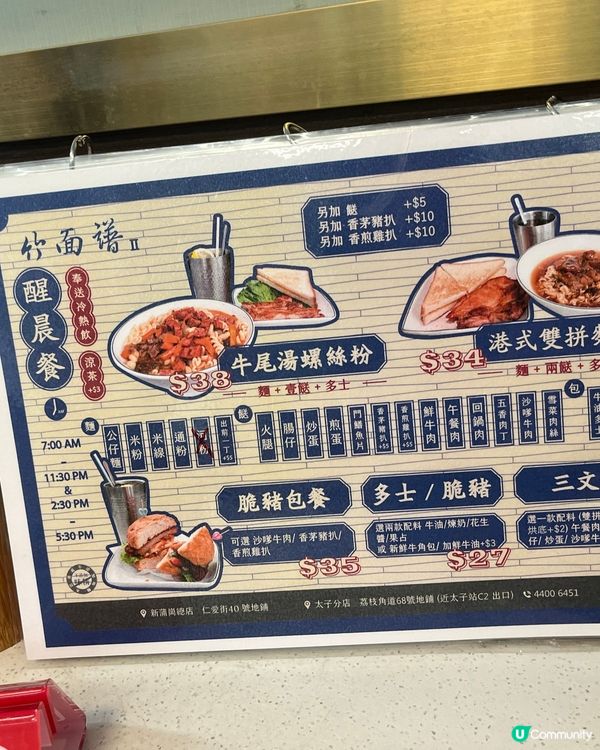 竹面譜II
另加 餸 +$5
另加 香茅豬扒 +$10
另加 香煎雞扒 +$10
醒晨餐
奉送冷熱飲
涼茶+$3
$38
牛尾湯螺絲粉
麵 + 壹餸 + 多士
$34
港式雙拼
麵 + 兩餸 + 多
AM
7:00 AM
-
11:30 PM
&
2:30 PM
-
5:30 PM
麵
公仔麵
米粉
米線
通粉
出前一丁+$5
餸
火腿
腸仔
炒蛋
煎蛋
門鱔魚片
香茅豬扒+$5
香煎雞扒+$5
鮮牛肉
午餐肉
回鍋肉
五香肉丁
沙嗲牛肉
雪菜肉絲
包
脆豬包餐
可選 沙嗲牛肉/ 香茅豬扒/
香煎雞扒
$35
多士 / 脆豬
選兩款配料 牛油/煉奶/花生
醬/果占
或 新鮮牛角包/ 加鮮牛油+$3
$27
三文
選一款配料 (雙拼
烘底+$2) 午餐肉
仔/ 炒蛋/ 沙嗲牛
新蒲崗總店 仁愛街40 號地鋪
太子分店 荔枝角道68號地鋪 (近太子站C2 出口)
4400 6451
U Community